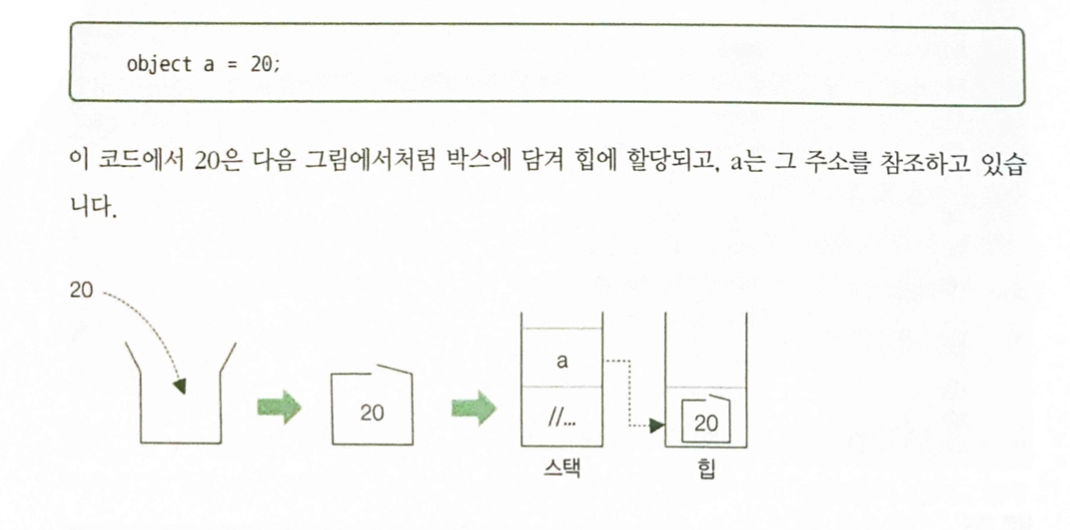 object a = 20;
이 코드에서 20은 다음 그림에서처럼 박스에 담겨 힙에 할당되고, a는 그 주소를 참조하고 있습
니다.
20
20
a
//...
20
스택
힙